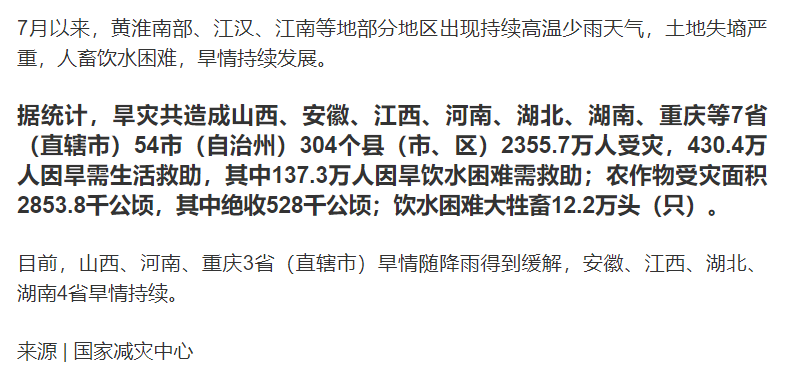 7月以来，黄淮南部、江汉、江南等地部分地区出现持续高温少雨天气，土地失墒严
重，人畜饮水困难，旱情持续发展。
据统计，旱灾共造成山西、安徽、江西、河南、湖北、湖南、重庆等7省
（直辖市）54市（自治州）304个县（市、区）2355.7万人受灾，430.4万
人因旱需生活救助，其中137.3万人因旱饮水困难需救助；农作物受灾面积
2853.8千公顷，其中绝收528千公顷；饮水困难大牲畜12.2万头（只）。
目前，山西、河南、重庆3省（直辖市）旱情随降雨得到缓解，安徽、江西、湖北、
湖南4省旱情持续。
来源 | 国家减灾中心